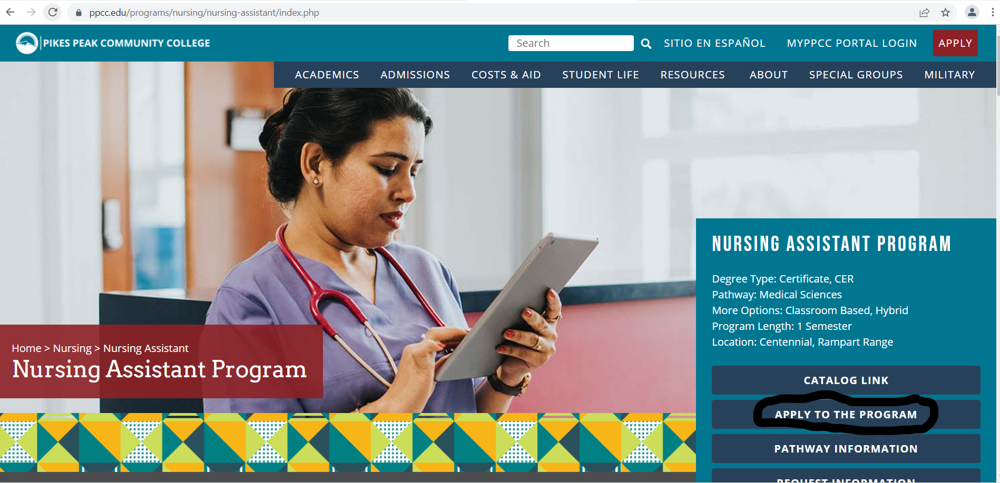 ppcc.edu/programs/nursing/nursing-assistant/index.php
PIKES PEAK COMMUNITY COLLEGE
Search
SITIO EN ESPAÑOL
MYPPCC PORTAL LOGIN
APPLY
ACADEMICS
ADMISSIONS
COSTS & AID
STUDENT LIFE
RESOURCES
ABOUT
SPECIAL GROUPS
MILITARY
Home > Nursing > Nursing Assistant
Nursing Assistant Program
NURSING ASSISTANT PROGRAM
Degree Type: Certificate, CER
Pathway: Medical Sciences
More Options: Classroom Based, Hybrid
Program Length: 1 Semester
Location: Centennial, Rampart Range
CATALOG LINK
APPLY TO THE PROGRAM
PATHWAY INFORMATION
REQUEST INFORMATION